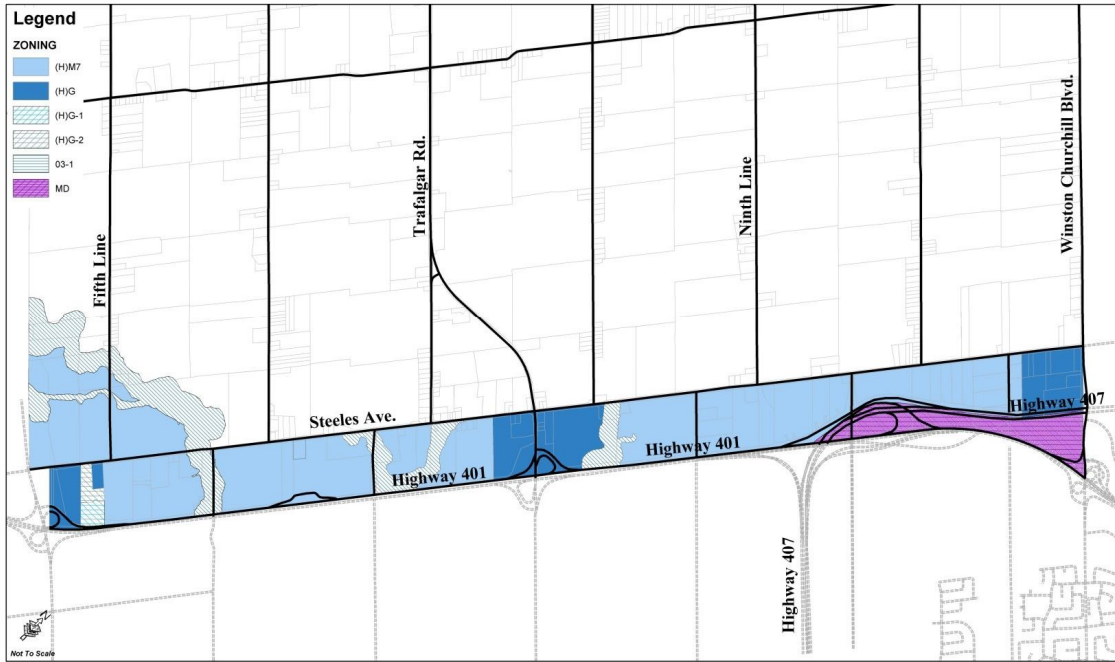 Legend
ZONING
(H)M7
(H)G
(H)G-1
(H)G-2
03-1
MD
Fifth Line
Trafalgar Rd.
Ninth Line
Winston Churchill Blvd.
Steeles Ave.
Highway 401
Highway 401
Highway 407
Highway 407
N
Not To Scale